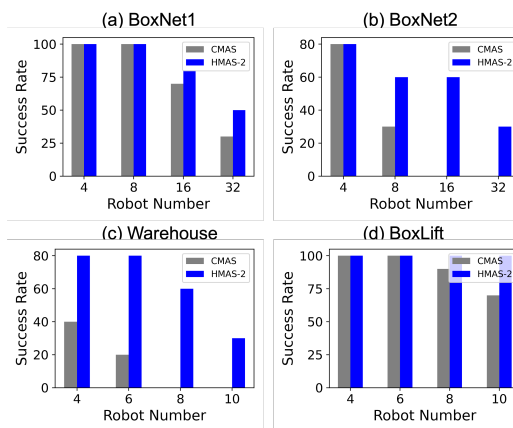 (a) BoxNet1
100
75
50
25
0
Success Rate
CMAS
HMAS-2
4 8 16 32
Robot Number
(b) BoxNet2
80
60
40
20
0
Success Rate
CMAS
HMAS-2
4 8 16 32
Robot Number
(c) Warehouse
80
60
40
20
0
Success Rate
CMAS
HMAS-2
4 6 8 10
Robot Number
(d) BoxLift
100
75
50
25
0
Success Rate
CMAS
HMAS-2
4 6 8 10
Robot Number